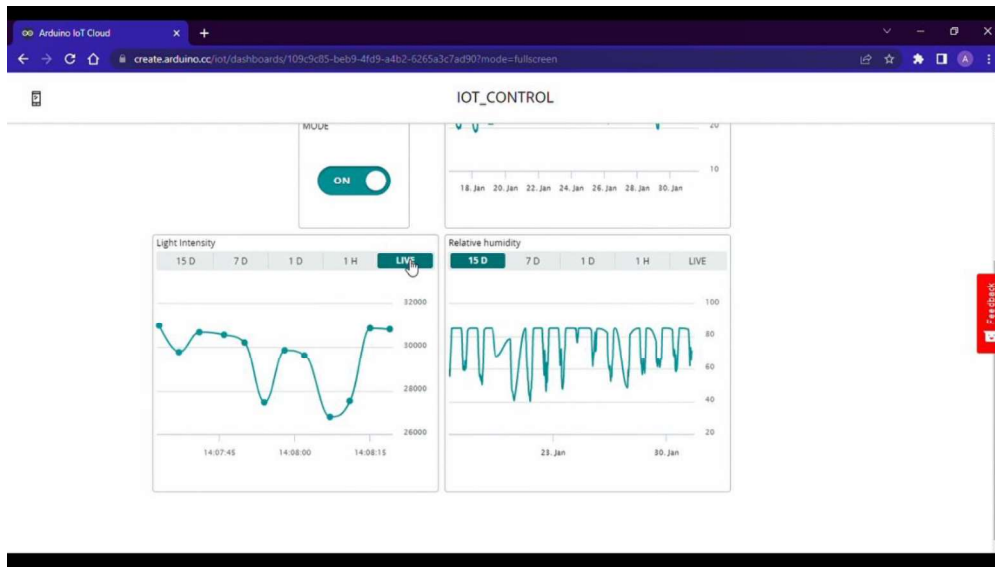 Arduino IoT Cloud
create.arduino.cc/iot/dashboards/109c9c85-beb9-4fd9-a4b2-6265a3c7ad90?mode=fullscreen
A
IOT_CONTROL
MODE
ON
20
10
18. Jan 20. Jan 22. Jan 24. Jan 26. Jan 28. Jan 30. Jan
Light Intensity
15 D 7 D 1 D 1 H LIVE
32000
30000
28000
26000
14:07:45 14:08:00 14:08:15
Relative humidity
15 D 7 D 1 D 1 H LIVE
100
80
60
40
20
23. Jan 30. Jan
Feedback